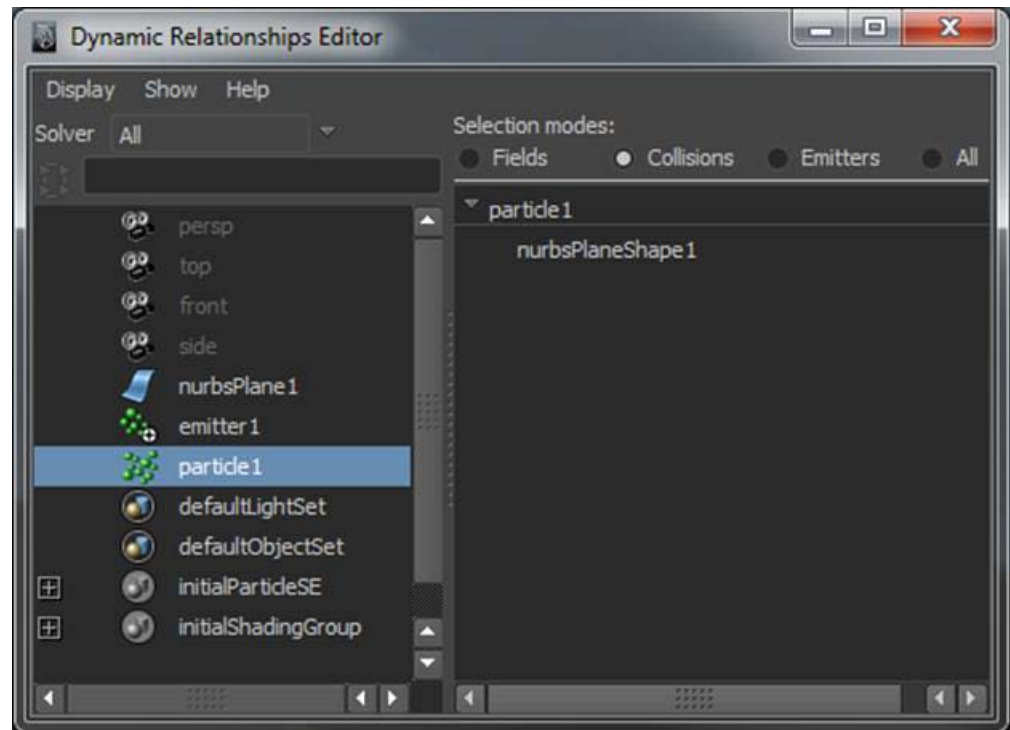 Dynamic Relationships Editor
Display Show Help
Solver All
Selection modes:
Fields Collisions Emitters All
persp
top
front
side
nurbsPlane1
emitter1
particle1
defaultLightSet
defaultObjectSet
initialParticleSE
initialShadingGroup
particle1
nurbsPlaneShape1